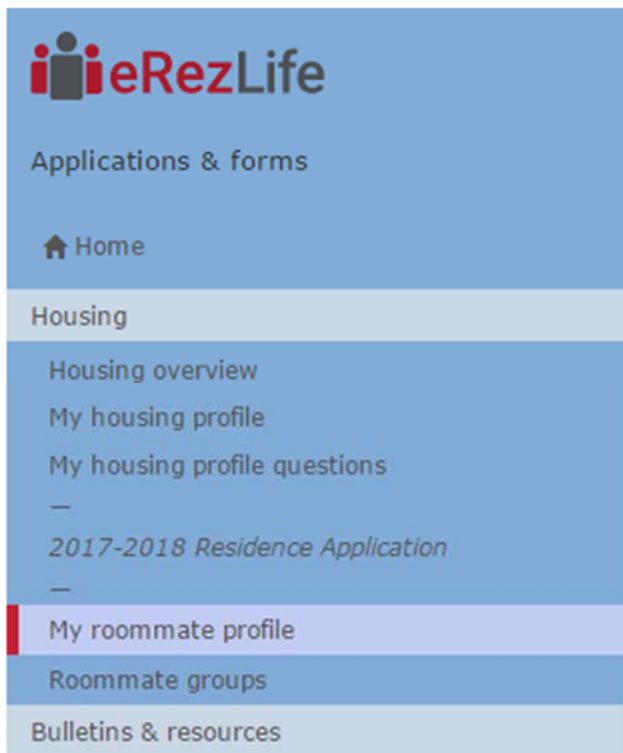 eRezLife
Applications & forms
Home
Housing
Housing overview
My housing profile
My housing profile questions
—
2017-2018 Residence Application
—
My roommate profile
Roommate groups
Bulletins & resources